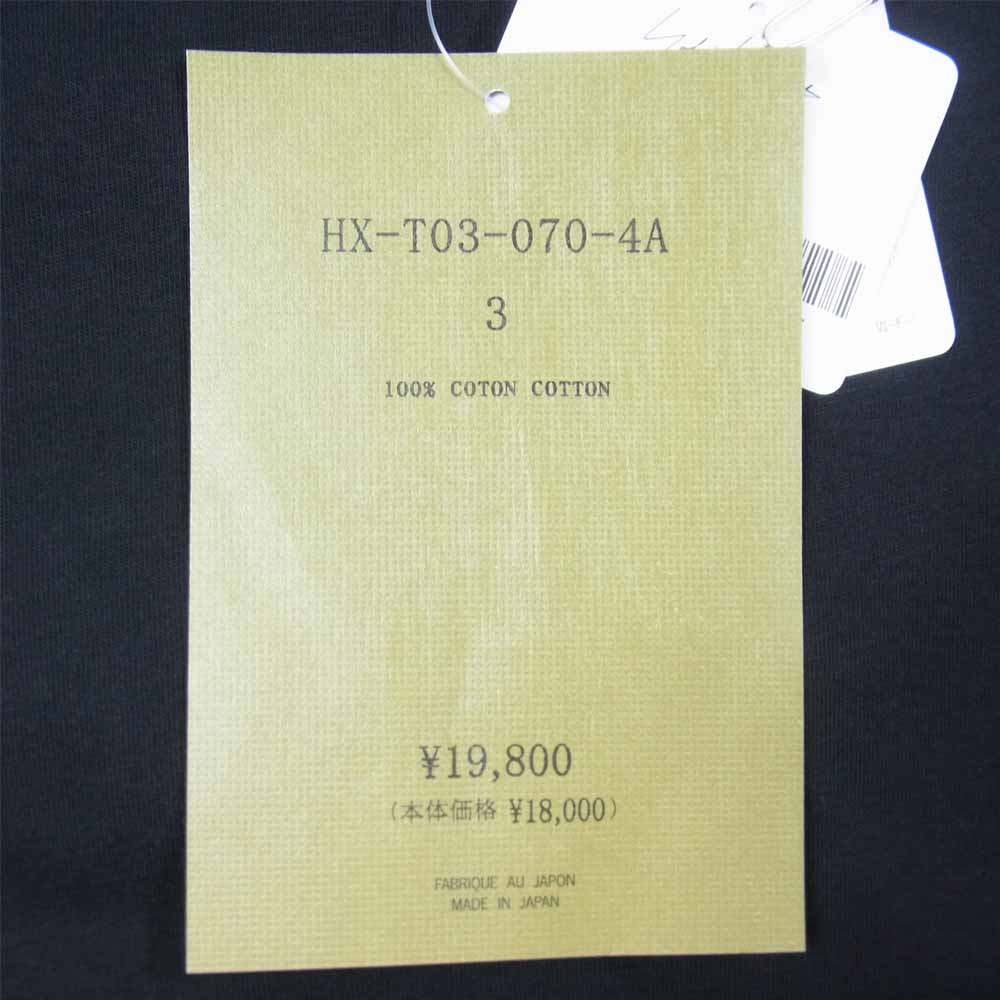 HX-T03-070-4A
3
100% COTON COTTON
¥19,800
(本体価格 ¥18,000)
FABRIQUE AU JAPON
MADE IN JAPAN